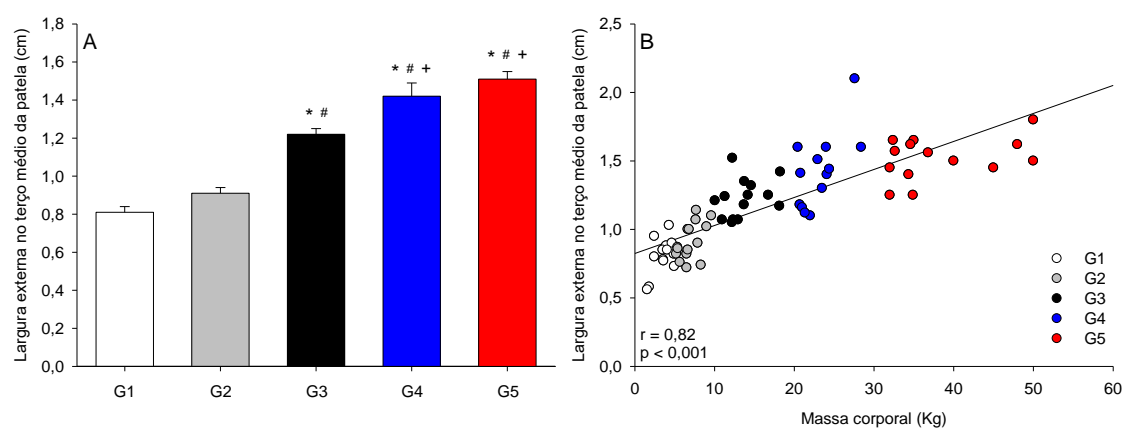 A
Largura externa no terço médio da patela (cm)
1,8
1,6
1,4
1,2
1,0
0,8
0,6
0,4
0,2
0,0
* #
* # +
* # +
G1 G2 G3 G4 G5
B
Largura externa no terço médio da patela (cm)
2,5
2,0
1,5
1,0
0,5
0,0
G1
G2
G3
G4
G5
r = 0,82
p < 0,001
0 10 20 30 40 50 60
Massa corporal (Kg)